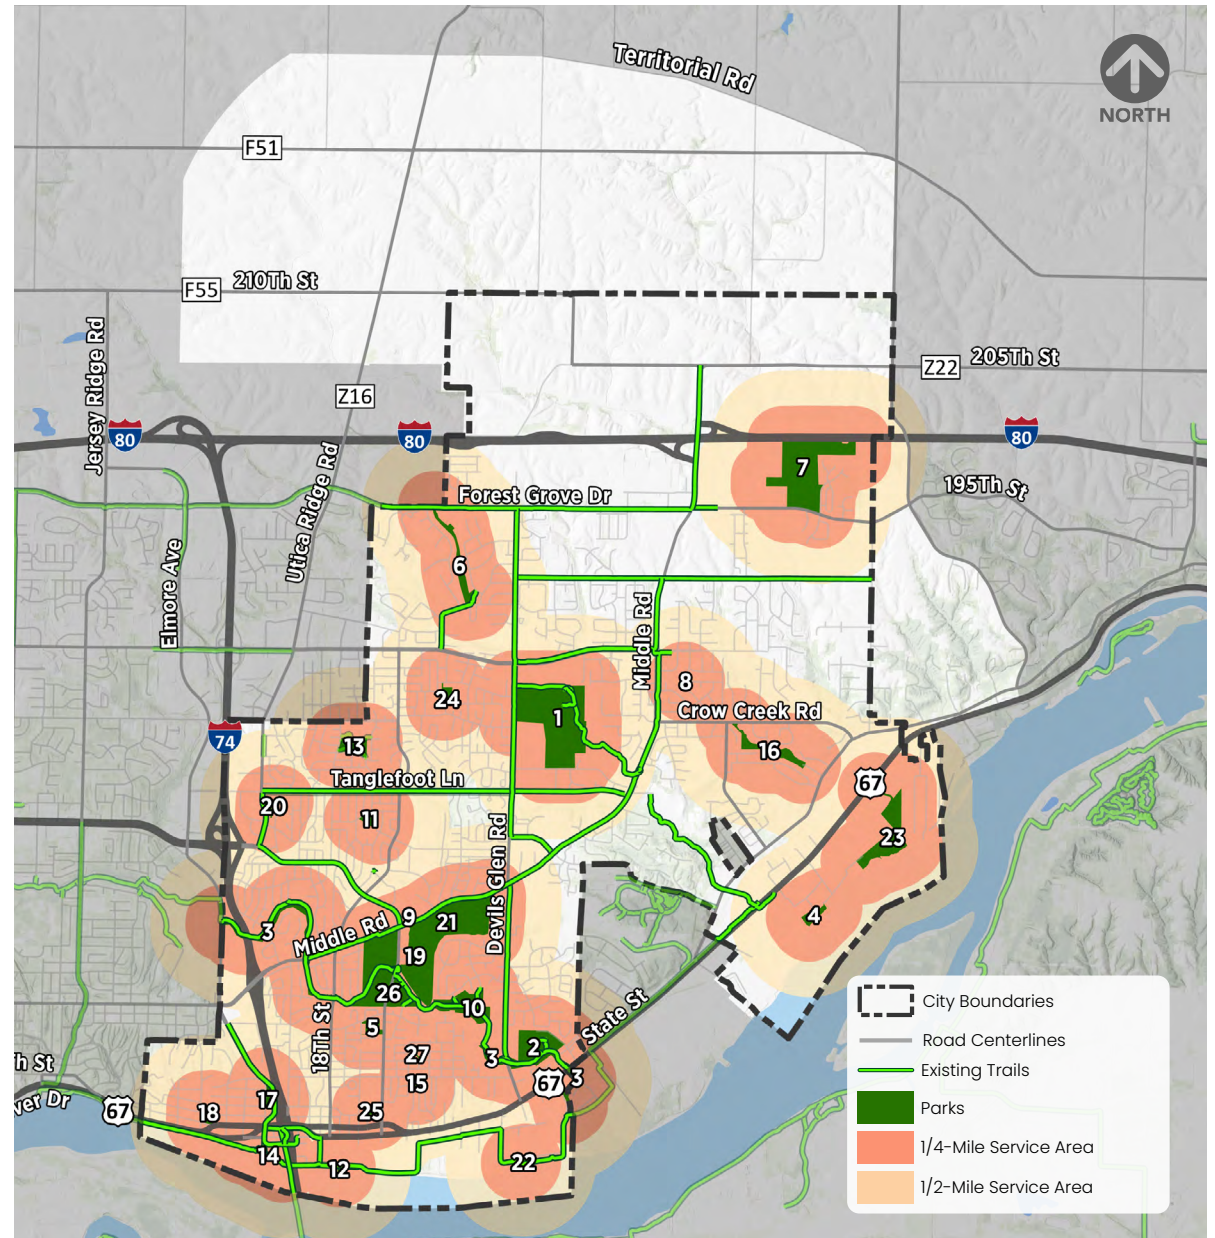 Territorial Rd
NORTH
F51
F55
210Th St
Jersey Ridge Rd
Z16
Z22
205Th St
80
80
80
7
Utica Ridge Rd
Forest Grove Dr
195Th St
Elmore Ave
6
Middle Rd
8
24
Crow Creek Rd
1
74
13
16
Tanglefoot Ln
67
20
11
Devils Glen Rd
23
3
Middle Rd
9
21
4
19
26
10
State St
5
18Th St
27
3
2
67
3
15
h St
ver Dr
67
18
17
25
14
12
22
City Boundaries
Road Centerlines
Existing Trails
Parks
1/4-Mile Service Area
1/2-Mile Service Area